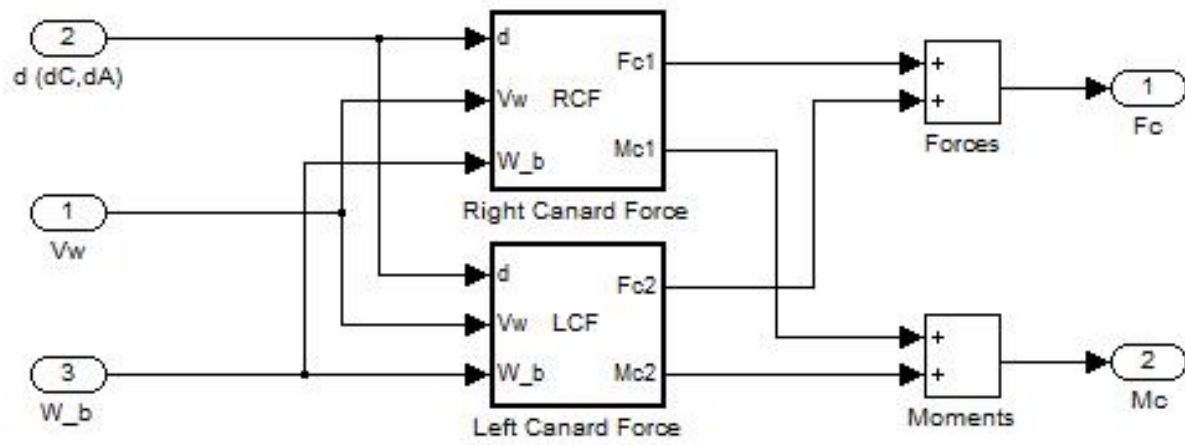 2
d (dC,dA)
1
Vw
3
W_b
d
Vw
W_b
RCF
Fc1
Mc1
Right Canard Force
d
Vw
W_b
LCF
Fc2
Mc2
Left Canard Force
+
+
Forces
+
+
Moments
1
Fc
2
Mc